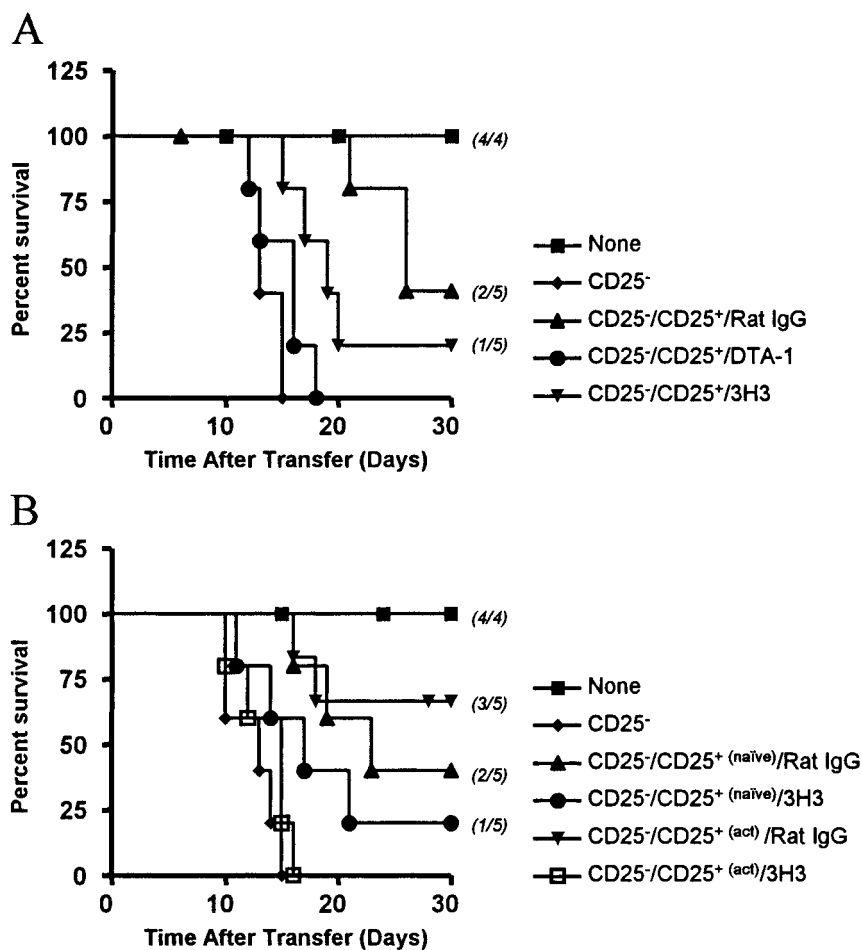 A
125
100
75
50
25
0
Percent survival
0 10 20 30
Time After Transfer (Days)
(4/4)
(2/5)
(1/5)
None
CD25⁻
CD25⁻/CD25⁺/Rat IgG
CD25⁻/CD25⁺/DTA-1
CD25⁻/CD25⁺/3H3
B
125
100
75
50
25
0
Percent survival
0 10 20 30
Time After Transfer (Days)
(4/4)
(3/5)
(2/5)
(1/5)
None
CD25⁻
CD25⁻/CD25⁺ (naïve)/Rat IgG
CD25⁻/CD25⁺ (naïve)/3H3
CD25⁻/CD25⁺ (act) /Rat IgG
CD25⁻/CD25⁺ (act)/3H3